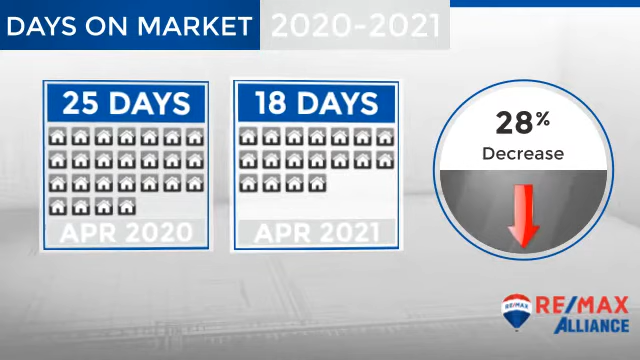 DAYS ON MARKET 2020-2021
25 DAYS
APR 2020
18 DAYS
APR 2021
28%
Decrease
RE/MAX
RE/MAX
ALLIANCE